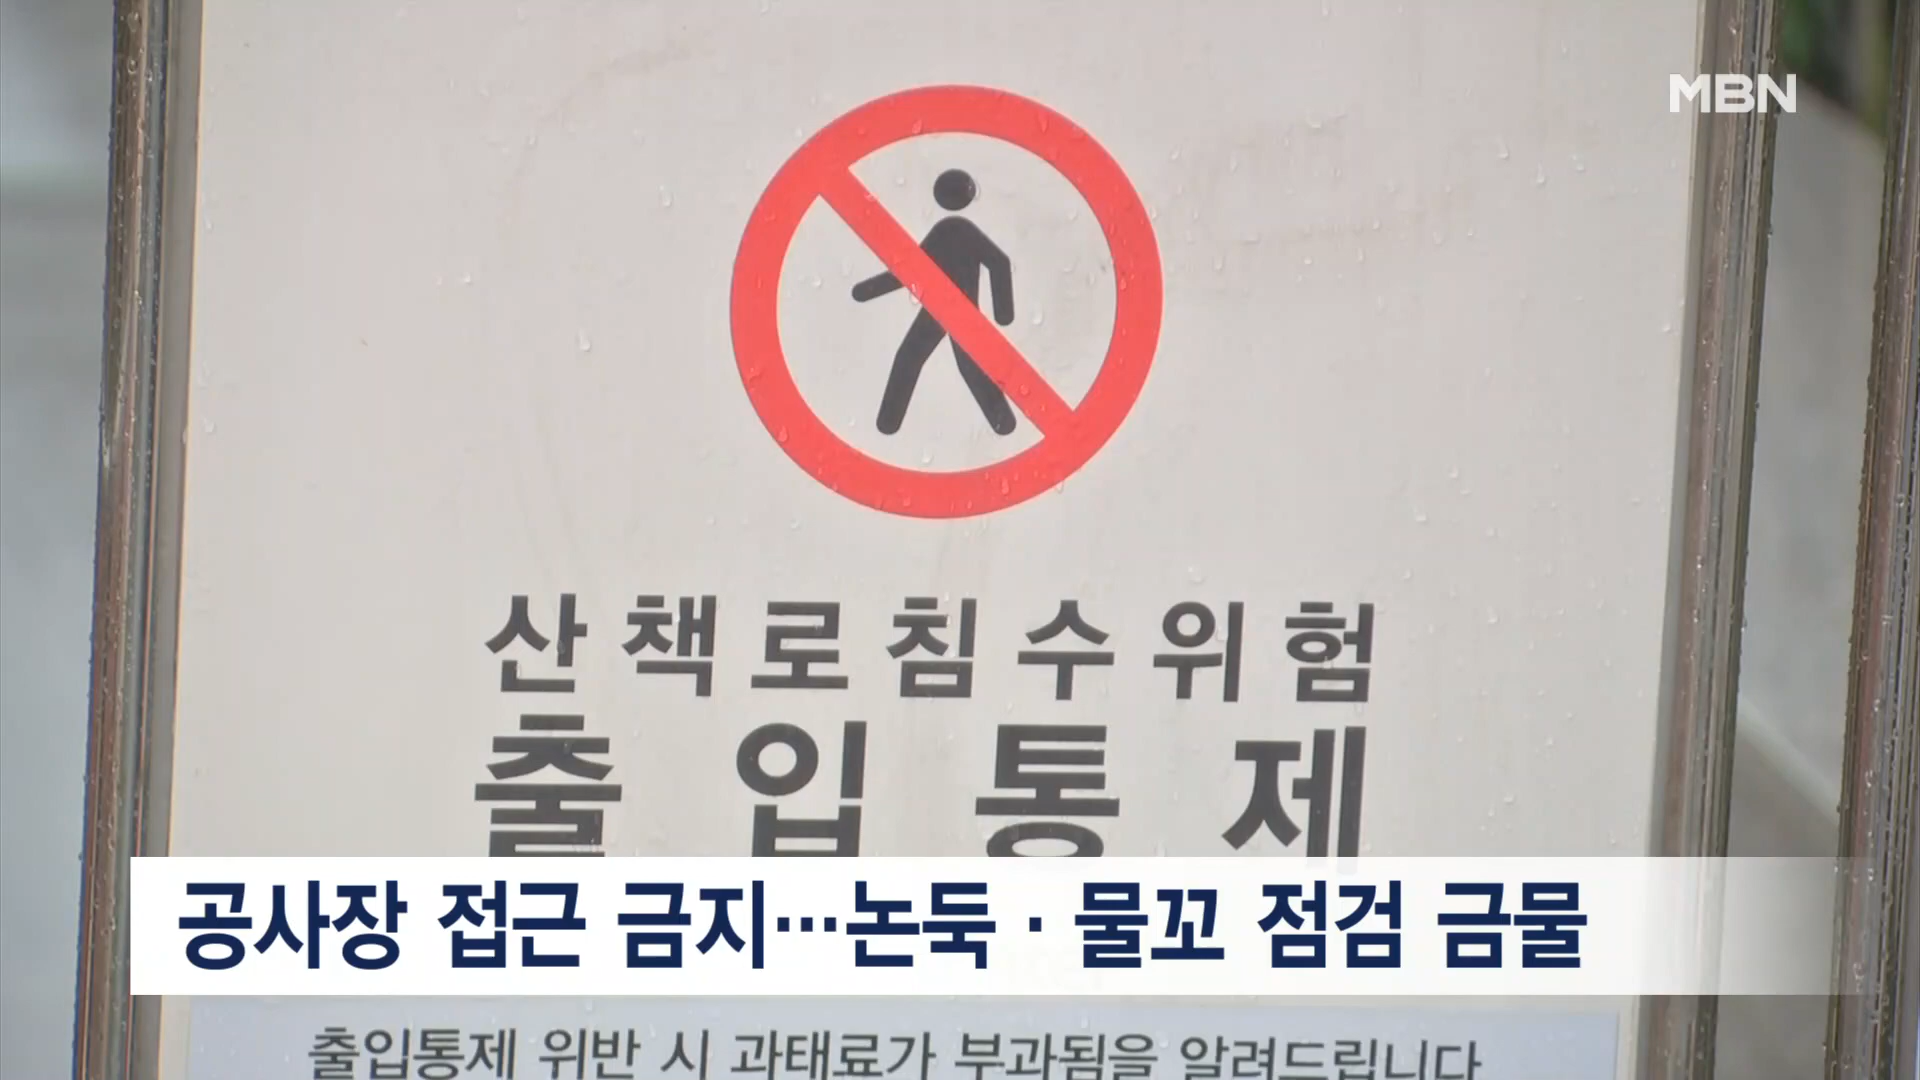 MBN
산책로침수위험
출입통제
공사장 접근 금지…논둑·물꼬 점검 금물
출입통제 위반 시 과태료가 부과됨을 알려드립니다